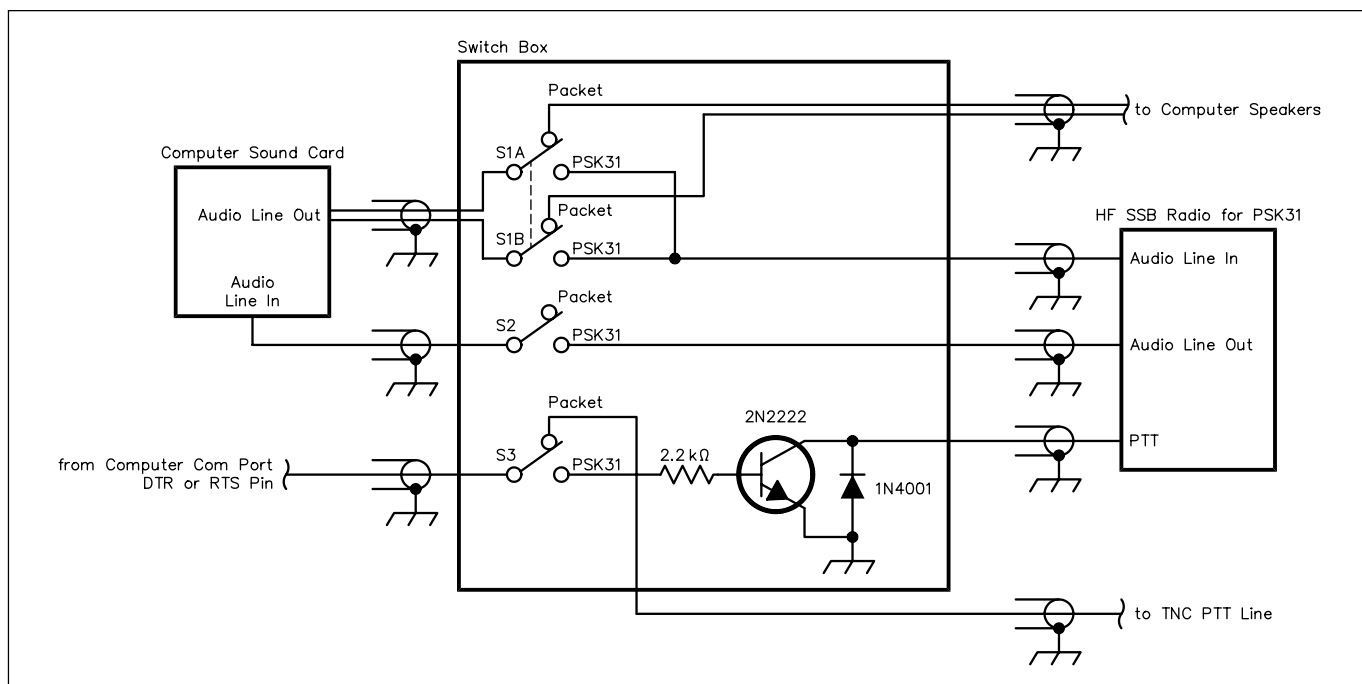 Switch Box
Packet
to Computer Speakers
Computer Sound Card
S1A
PSK31
Audio Line Out
Packet
HF SSB Radio for PSK31
S1B
PSK31
Audio Line In
Audio
Line In
Packet
S2
PSK31
Audio Line Out
Packet
2N2222
PTT
from Computer Com Port
DTR or RTS Pin
S3
PSK31
2.2 kΩ
1N4001
to TNC PTT Line